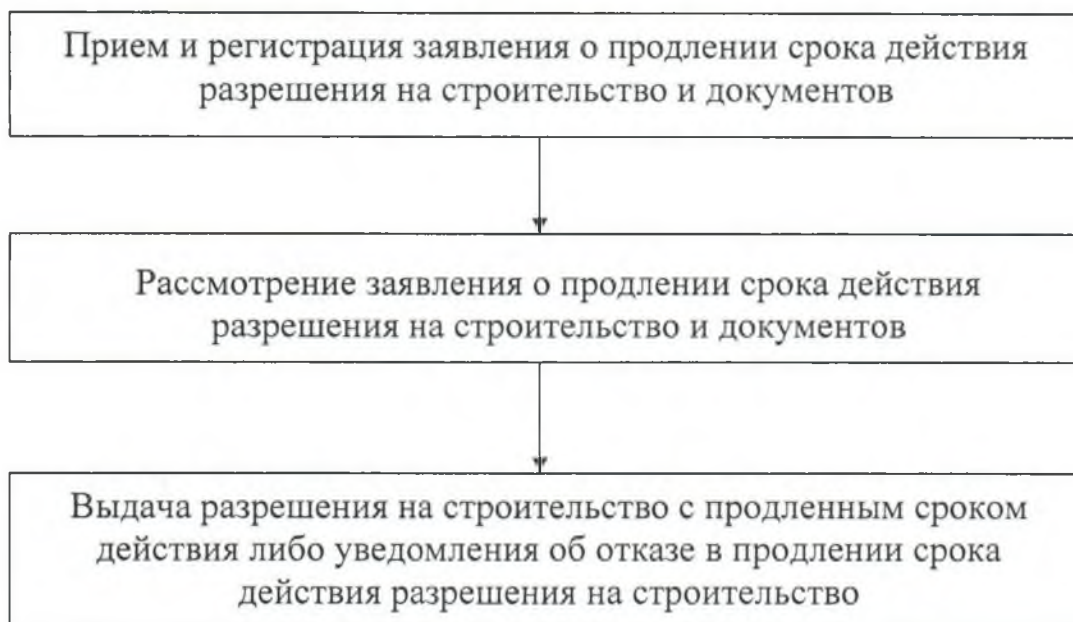 Прием и регистрация заявления о продлении срока действия
разрешения на строительство и документов
Рассмотрение заявления о продлении срока действия
разрешения на строительство и документов
Выдача разрешения на строительство с продленным сроком
действия либо уведомления об отказе в продлении срока
действия разрешения на строительство